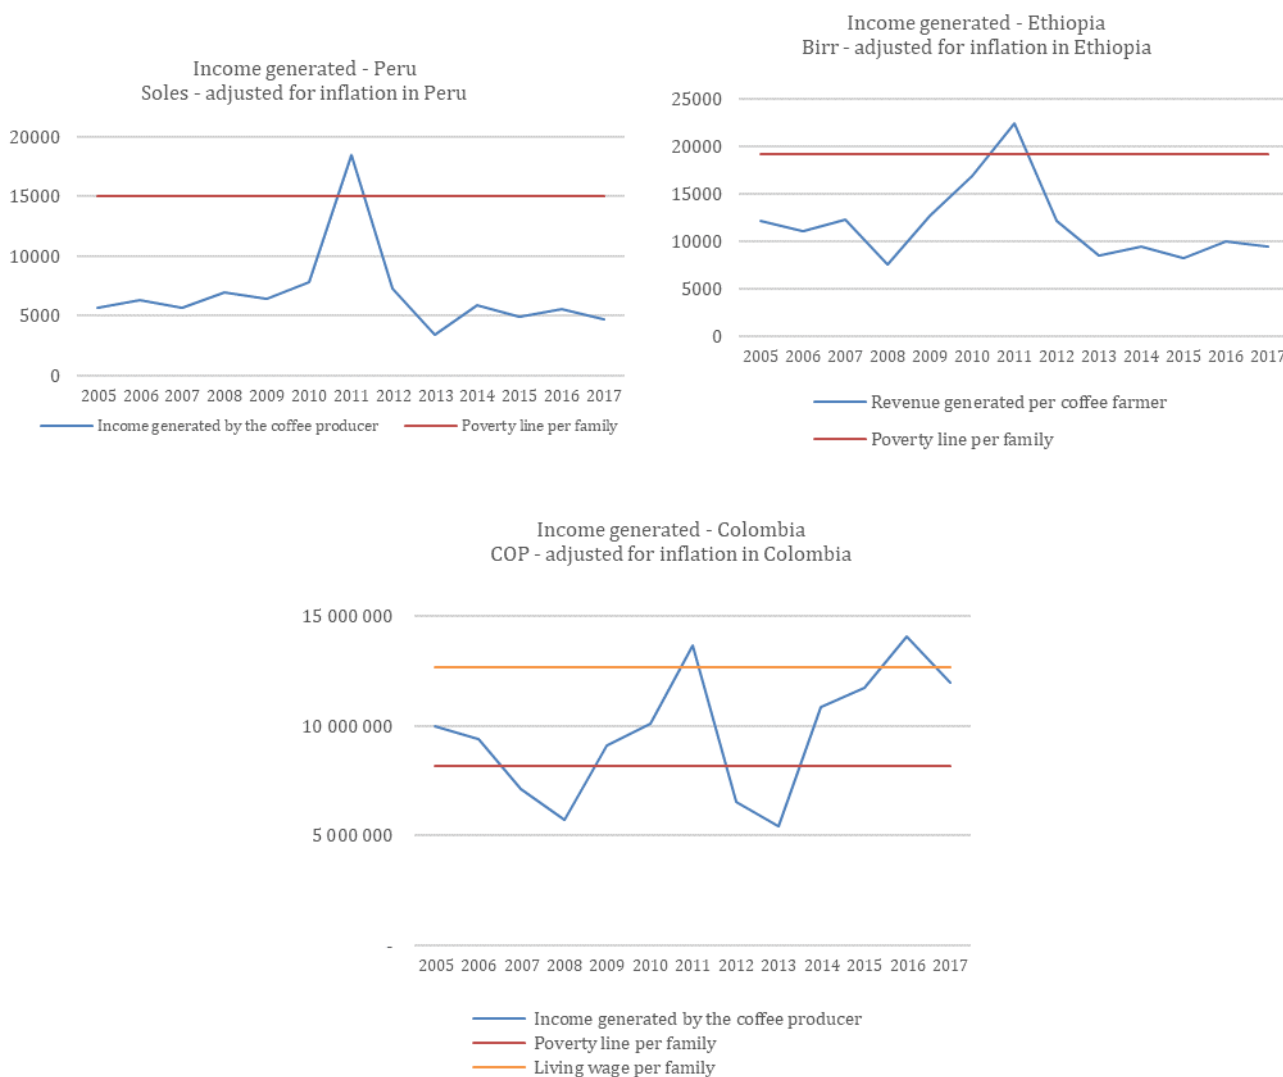 Income generated - Peru
Soles - adjusted for inflation in Peru
20000
15000
10000
5000
0
2005 2006 2007 2008 2009 2010 2011 2012 2013 2014 2015 2016 2017
Income generated by the coffee producer Poverty line per family
Income generated - Ethiopia
Birr - adjusted for inflation in Ethiopia
25000
20000
15000
10000
5000
0
2005 2006 2007 2008 2009 2010 2011 2012 2013 2014 2015 2016 2017
Revenue generated per coffee farmer
Poverty line per family
Income generated - Colombia
COP - adjusted for inflation in Colombia
15 000 000
10 000 000
5 000 000
-
2005 2006 2007 2008 2009 2010 2011 2012 2013 2014 2015 2016 2017
Income generated by the coffee producer
Poverty line per family
Living wage per family